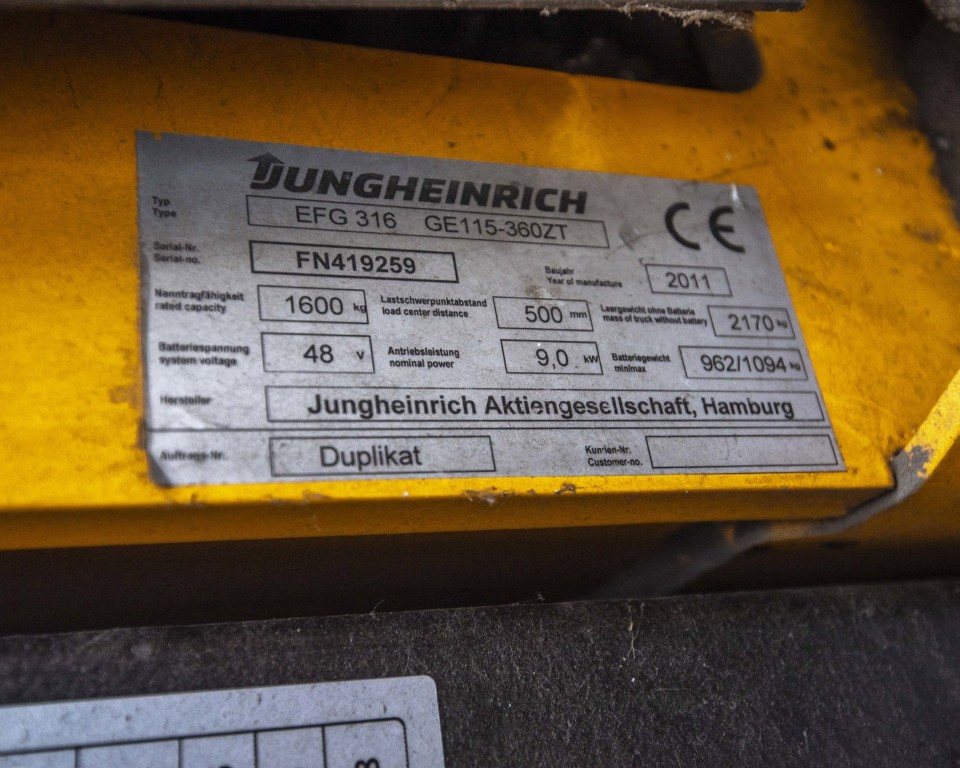 JUNGHEINRICH
Typ
Type
EFG 316 GE115-360ZT
CE
Serial-Nr.
Serial-no.
FN419259
Baujahr
Year of manufacture
2011
Nenntragfähigkeit
rated capacity
1600 kg
Lastschwerpunktabstand
load center distance
500 mm
Leergewicht ohne Batterie
mass of truck without battery
2170 kg
Batteriespannung
system voltage
48 V
Antriebsleistung
nominal power
9,0 kW
Batteriegewicht
min/max
962/1094 kg
Hersteller
Jungheinrich Aktiengesellschaft, Hamburg
Auftrags-Nr.
Duplikat
Kunden-Nr.
Customer-no.